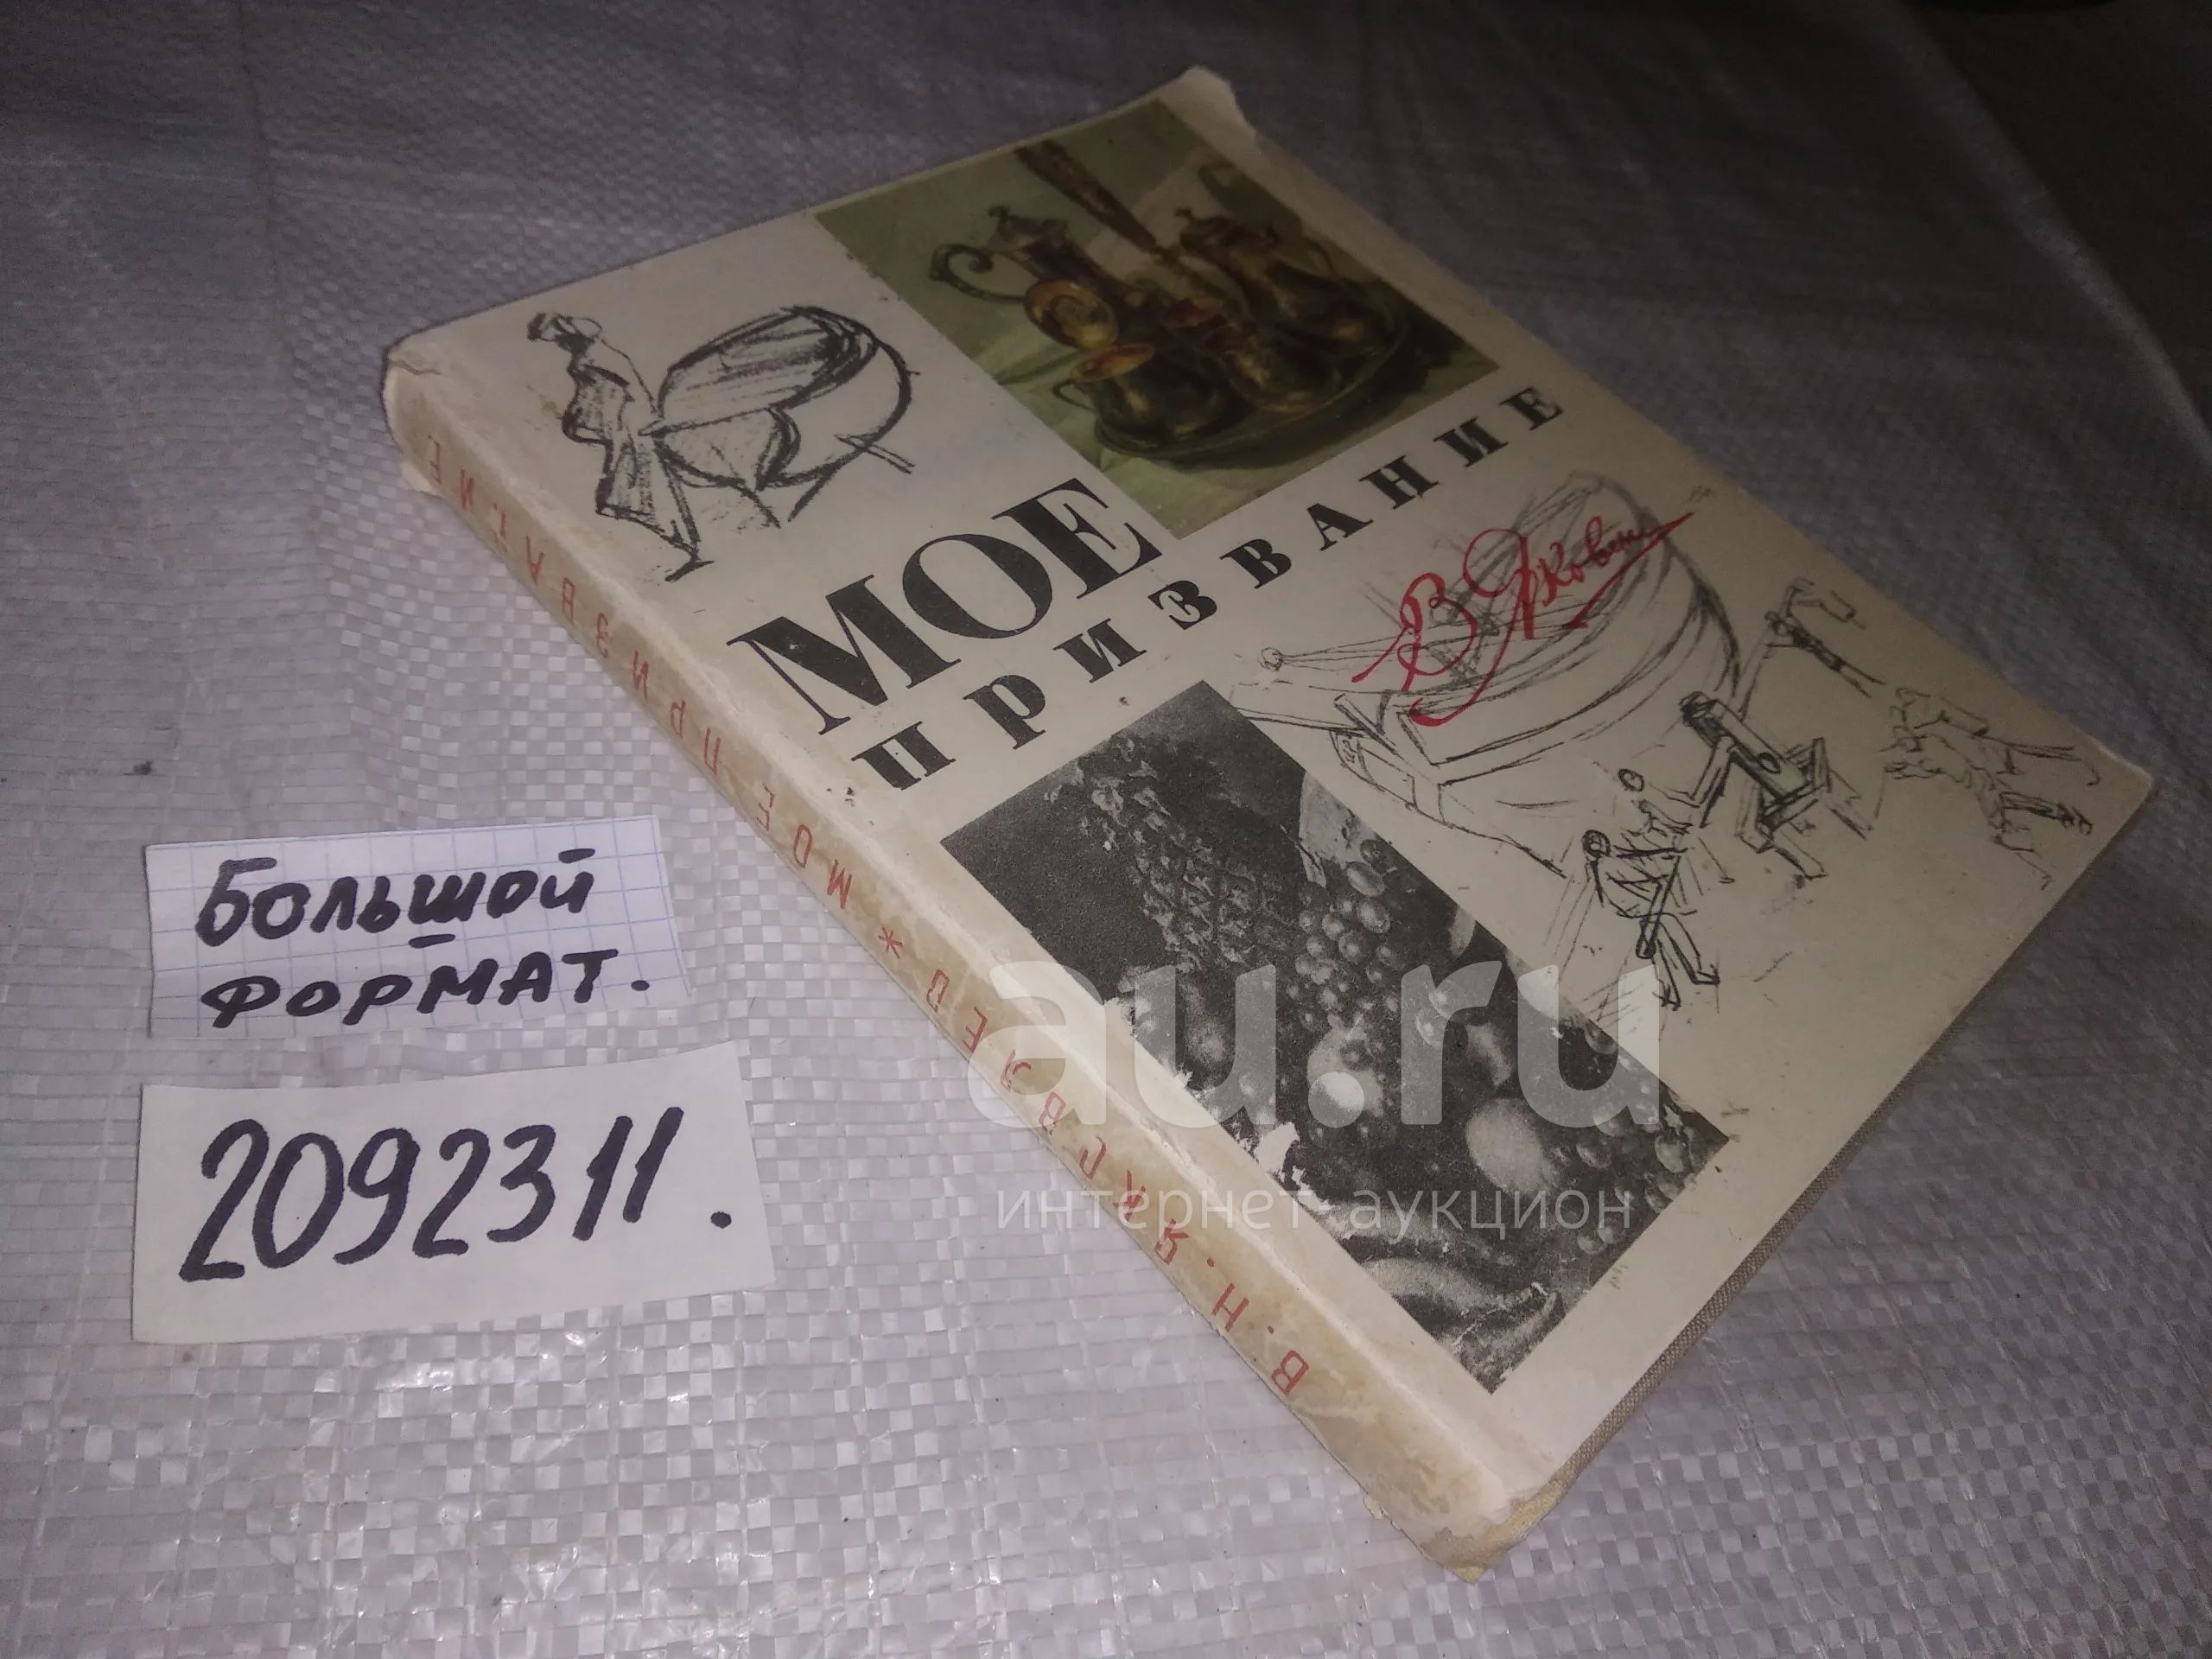 МОЕ
ПРИЗВАНИЕ
В. Яковлев
В. Н. ЯКОВЛЕВ * МОЕ ПРИЗВАНИЕ
БОЛЬШОЙ
ФОРМАТ.
2092311.
au.ru
интернет-аукцион